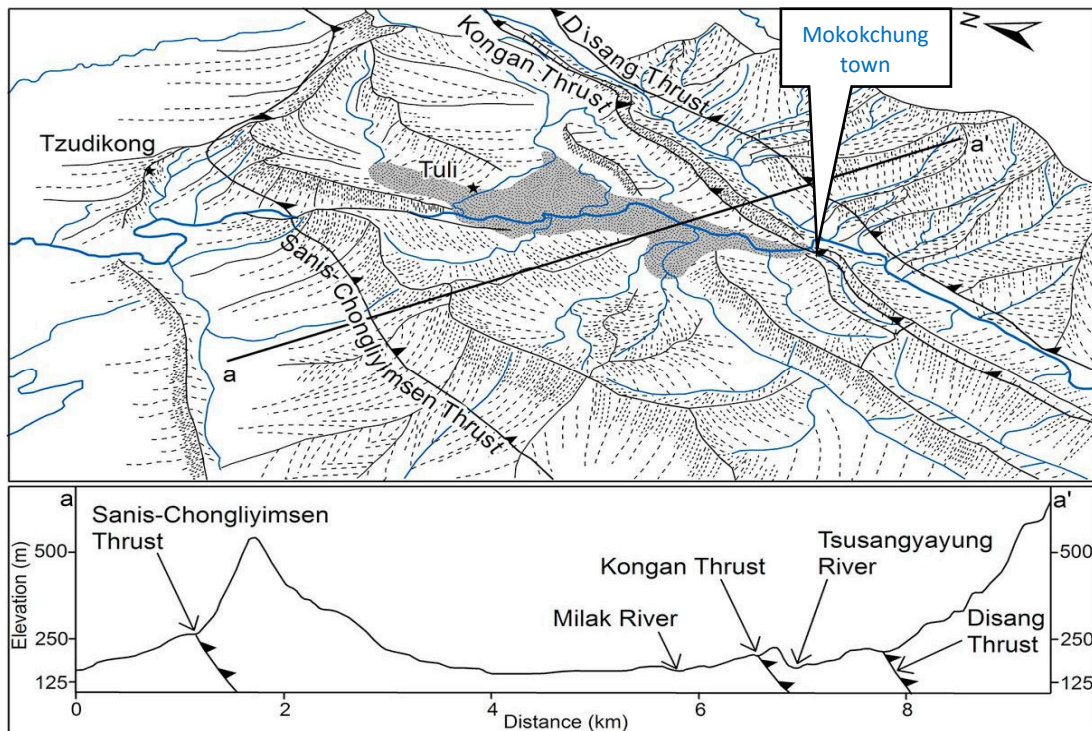 N
Mokokchung
town
Disang Thrust
Kongan Thrust
a'
Tzudikong
Tuli
Sanis-Chongliyimsen Thrust
a
a
a'
Sanis-Chongliyimsen
Thrust
500
500
Tsusangyayung
River
Kongan Thrust
Milak River
Disang
Thrust
Elevation (m)
250
250
125
125
0
2
4
6
8
Distance (km)